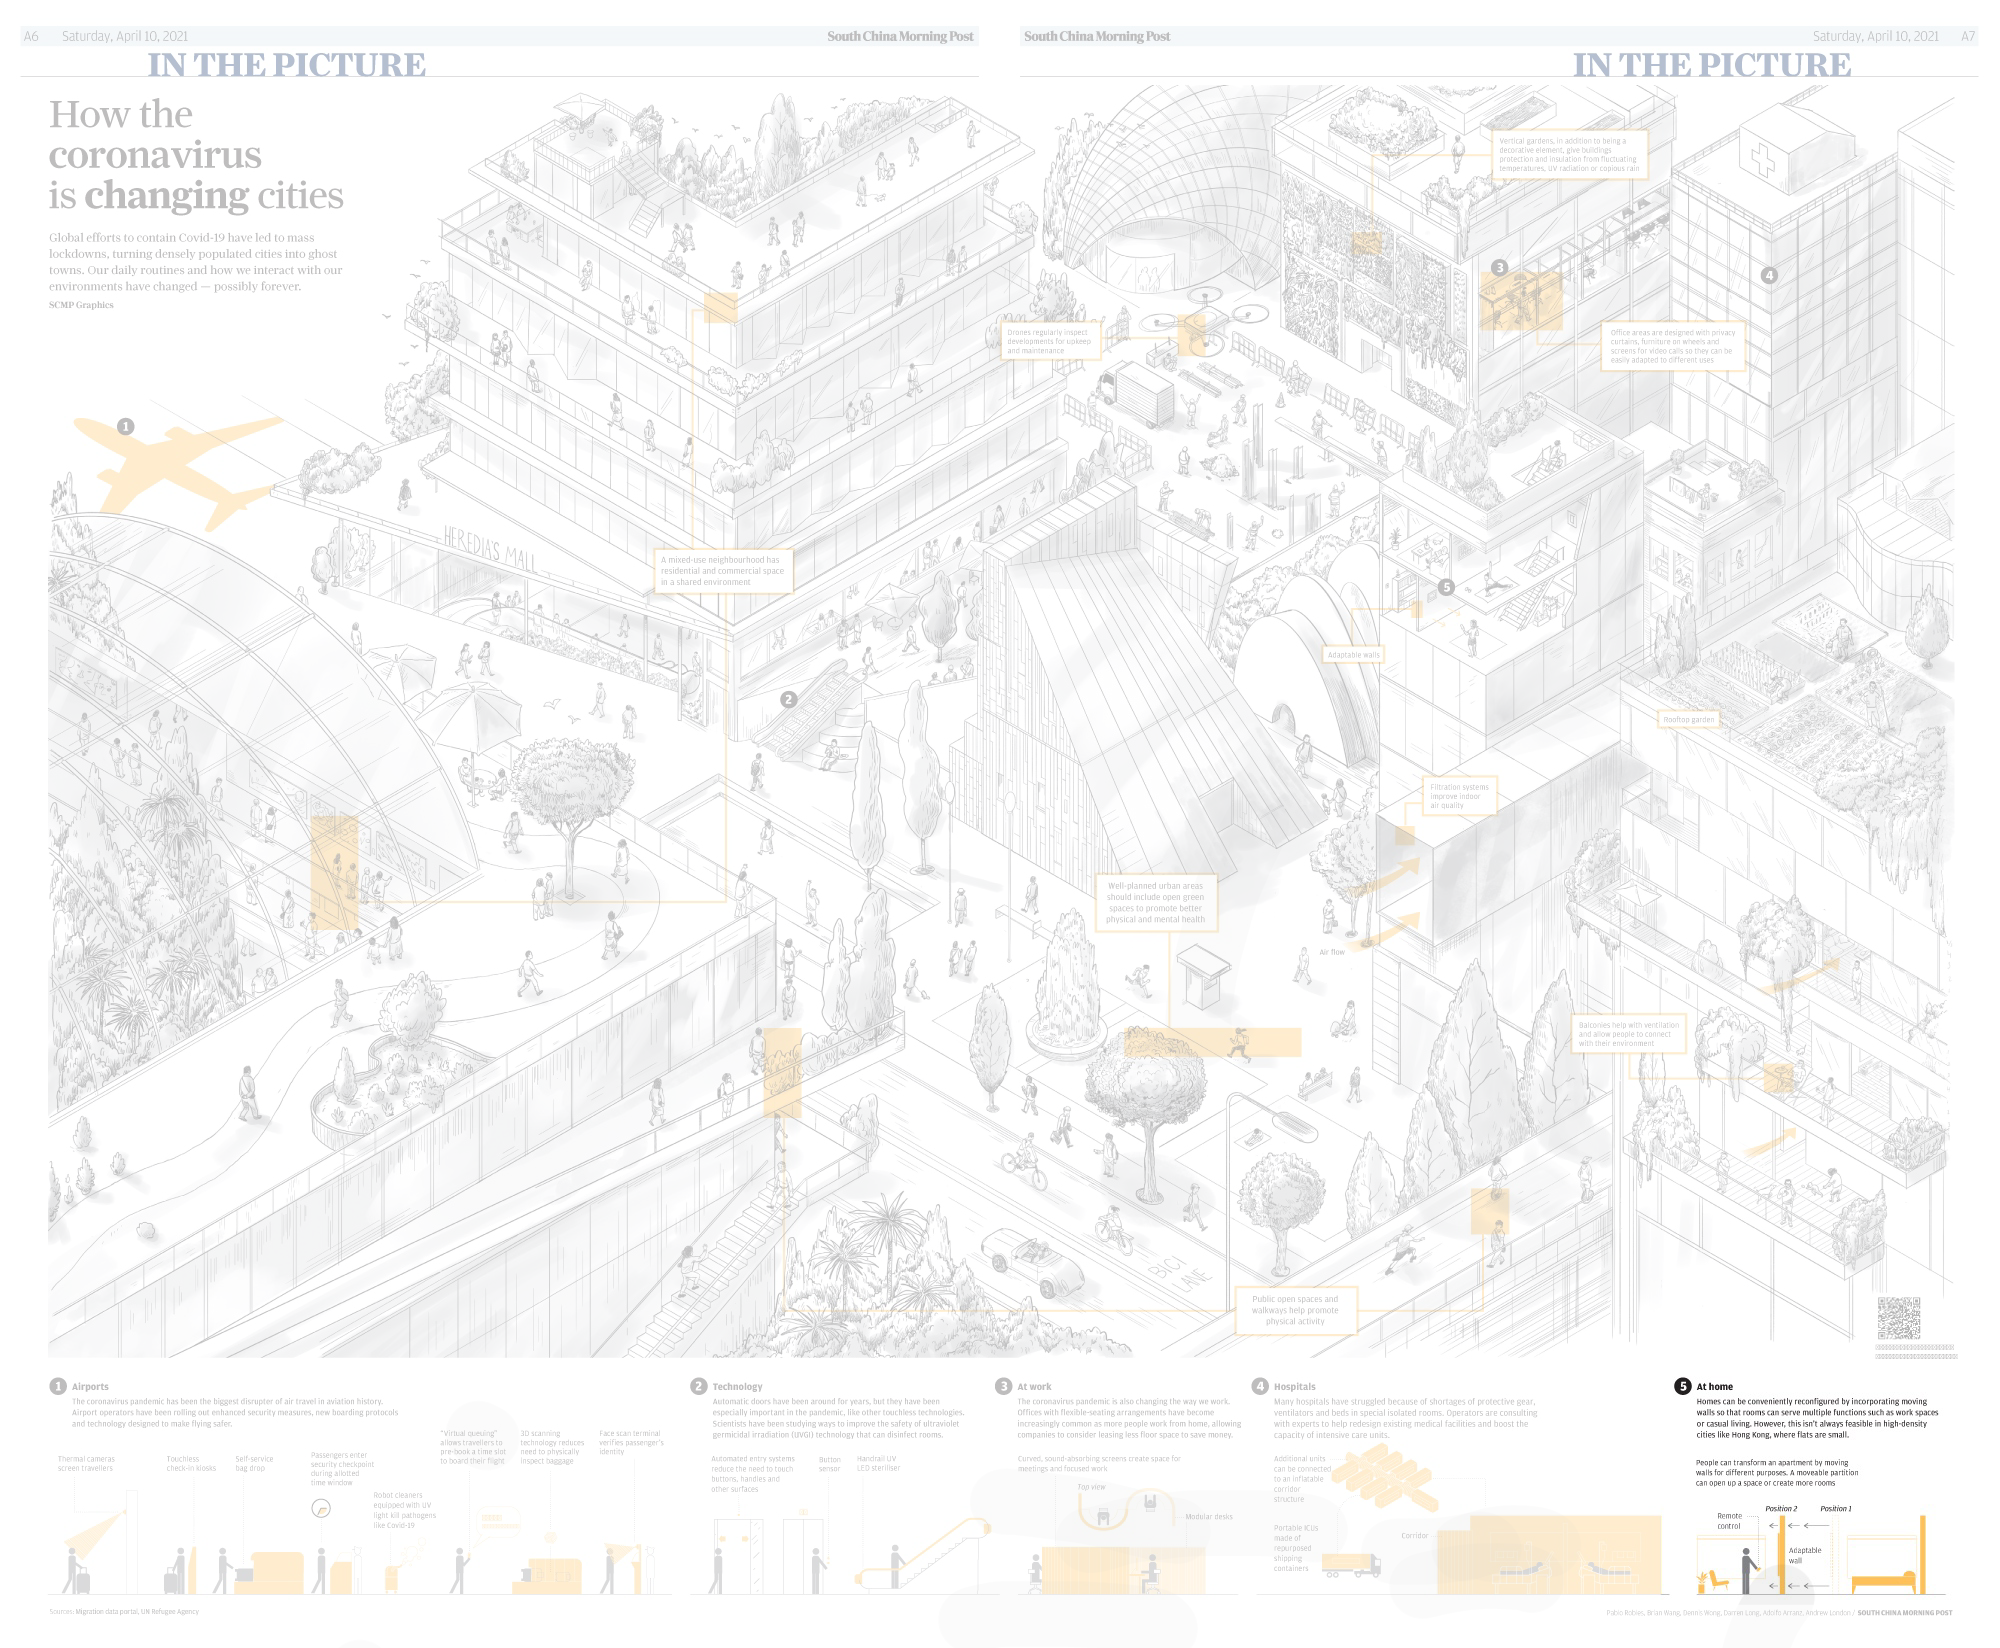 A6 Saturday, April 10, 2021 South China Morning Post
South China Morning Post Saturday, April 10, 2021 A7
IN THE PICTURE
IN THE PICTURE
How the
coronavirus
is changing cities
Global efforts to contain Covid-19 have led to mass
lockdowns, turning densely populated cities into ghost
towns. Our daily routines and how we interact with our
environments have changed — possibly forever.
SCMP Graphics
Vertical gardens, in addition to being a
decorative element, give buildings
protection and insulation from fluctuating
temperatures, UV radiation or copious rain
3
4
Drones regularly inspect
developments for upkeep
and maintenance
Office areas are designed with privacy
curtains, furniture on wheels and
screens for video calls so they can be
easily adapted to different uses
1
HEREDIA'S MALL
A mixed-use neighbourhood has
residential and commercial space
in a shared environment
5
Adaptable walls
2
Rooftop garden
Filtration systems
improve indoor
air quality
Well-planned urban areas
should include open green
spaces to promote better
physical and mental health
Air flow
Balconies help with ventilation
and allow people to connect
with their environment
BICI
LANE
Public open spaces and
walkways help promote
physical activity
1 Airports
The coronavirus pandemic has been the biggest disrupter of air travel in aviation history.
Airport operators have been rolling out enhanced security measures, new boarding protocols
and technology designed to make flying safer.
Thermal cameras
screen travellers
Touchless
check-in kiosks
Self-service
bag drop
Passengers enter
security checkpoint
during allotted
time window
Robot cleaners
equipped with UV
light kill pathogens
like Covid-19
"Virtual queuing"
allows travellers to
pre-book a time slot
to board their flight
3D scanning
technology reduces
need to physically
inspect baggage
Face scan terminal
verifies passenger's
identity
2 Technology
Automatic doors have been around for years, but they have been
especially important in the pandemic, like other touchless technologies.
Scientists have been studying ways to improve the safety of ultraviolet
germicidal irradiation (UVGI) technology that can disinfect rooms.
Automated entry systems
reduce the need to touch
buttons, handles and
other surfaces
Button
sensor
Handrail UV
LED steriliser
3 At work
The coronavirus pandemic is also changing the way we work.
Offices with flexible-seating arrangements have become
increasingly common as more people work from home, allowing
companies to consider leasing less floor space to save money.
Curved, sound-absorbing screens create space for
meetings and focused work
Top view
Modular desks
4 Hospitals
Many hospitals have struggled because of shortages of protective gear,
ventilators and beds in special isolated rooms. Operators are consulting
with experts to help redesign existing medical facilities and boost the
capacity of intensive care units.
Additional units
can be connected
to an inflatable
corridor
structure
Portable ICUs
made of
repurposed
shipping
containers
Corridor
5 At home
Homes can be conveniently reconfigured by incorporating moving
walls so that rooms can serve multiple functions such as work spaces
or casual living. However, this isn't always feasible in high-density
cities like Hong Kong, where flats are small.
People can transform an apartment by moving
walls for different purposes. A moveable partition
can open up a space or create more rooms
Position 2 Position 1
Remote
control
Adaptable
wall
Sources: Migration data portal, UN Refugee Agency
Pablo Robles, Brian Wang, Dennis Wong, Darren Long, Adolfo Arranz, Andrew London / SOUTH CHINA MORNING POST